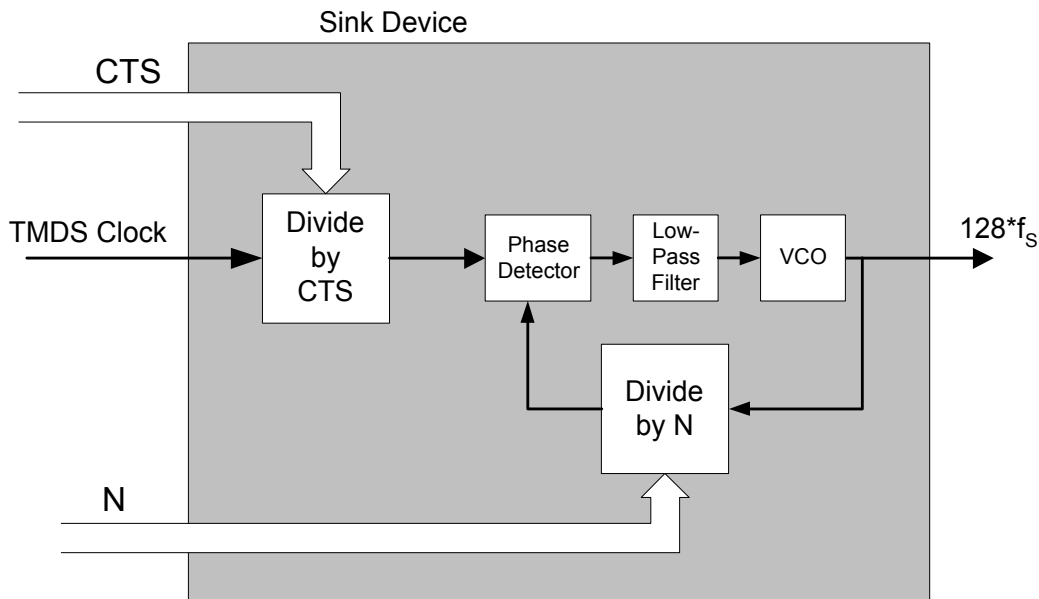 Sink Device
CTS
TMDS Clock
Divide
by
CTS
Phase
Detector
Low-
Pass
Filter
VCO
128*fS
Divide
by N
N